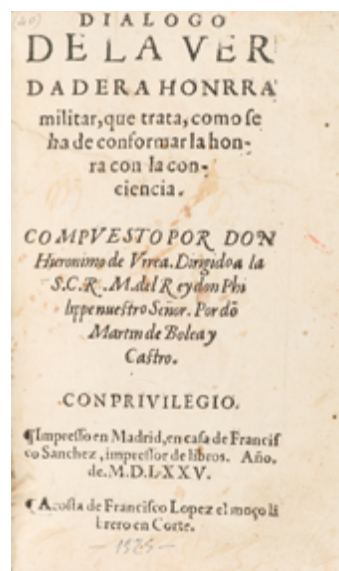 (40)
DIALOGO
DE LA VER
DADERA HONRRA
militar, que trata, como ſe
ha de conformar la hon-
ra con la con-
ciencia.
COMPVESTO POR DON
Hieronimo de Vrrea. Dirigido a la
S.C.R.M. del Rey don Phi
lippe nueſtro Señor. Por dõ
Martin de Bolea y
Caſtro.
CON PRIVILEGIO.
¶Impreſſo en Madrid, en caſa de Franciſ
co Sanchez, impreſſor de libros. Año.
de. M.D.LXXV.
¶ A coſta de Franciſco Lopez el moço li
brero en Corte.
— 1575 —